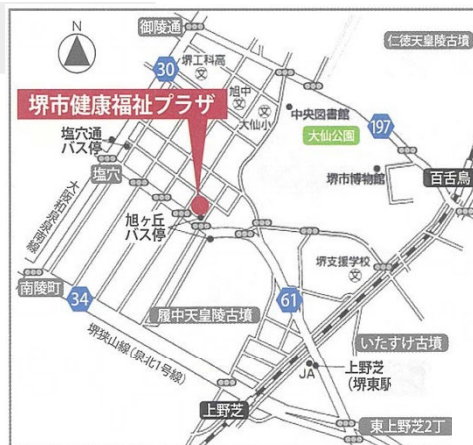 N
御陵通
仁徳天皇陵古墳
30
堺工科高
文
旭中
文
大仙小
文
中央図書館
大仙公園
197
堺市健康福祉プラザ
塩穴通
バス停
塩穴
堺市博物館
百舌鳥
大阪和泉泉南線
旭ヶ丘
バス停
堺支援学校
文
南陵町
34
履中天皇陵古墳
61
堺狭山線(泉北1号線)
いたすけ古墳
JA
上野芝
(堺東駅
上野芝
東上野芝2丁